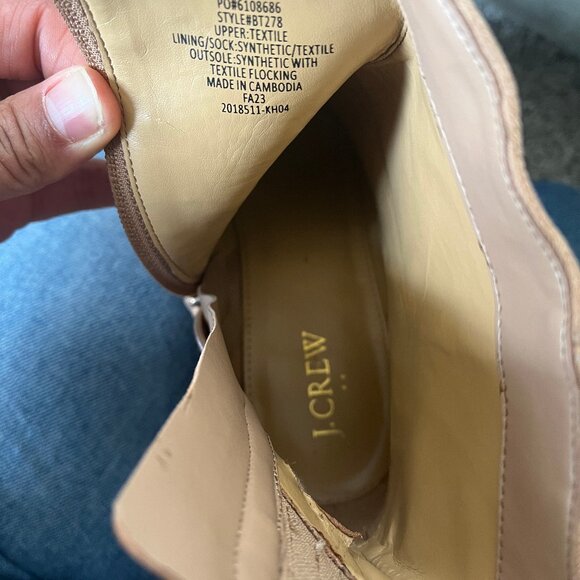 PO#6108686
STYLE#BT278
UPPER:TEXTILE
LINING/SOCK:SYNTHETIC/TEXTILE
OUTSOLE:SYNTHETIC WITH
TEXTILE FLOCKING
MADE IN CAMBODIA
FA23
2018511-KH04
J.CREW